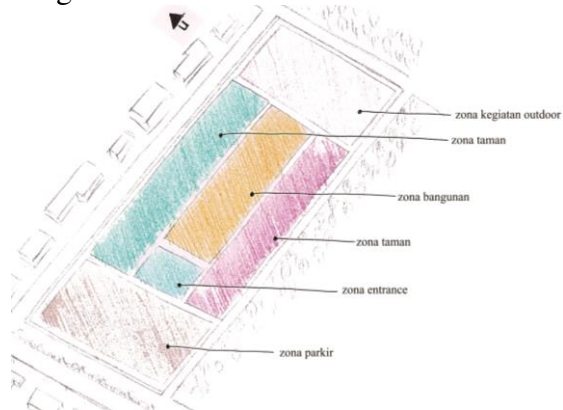 U
zona kegiatan outdoor
zona taman
zona bangunan
zona taman
zona entrance
zona parkir